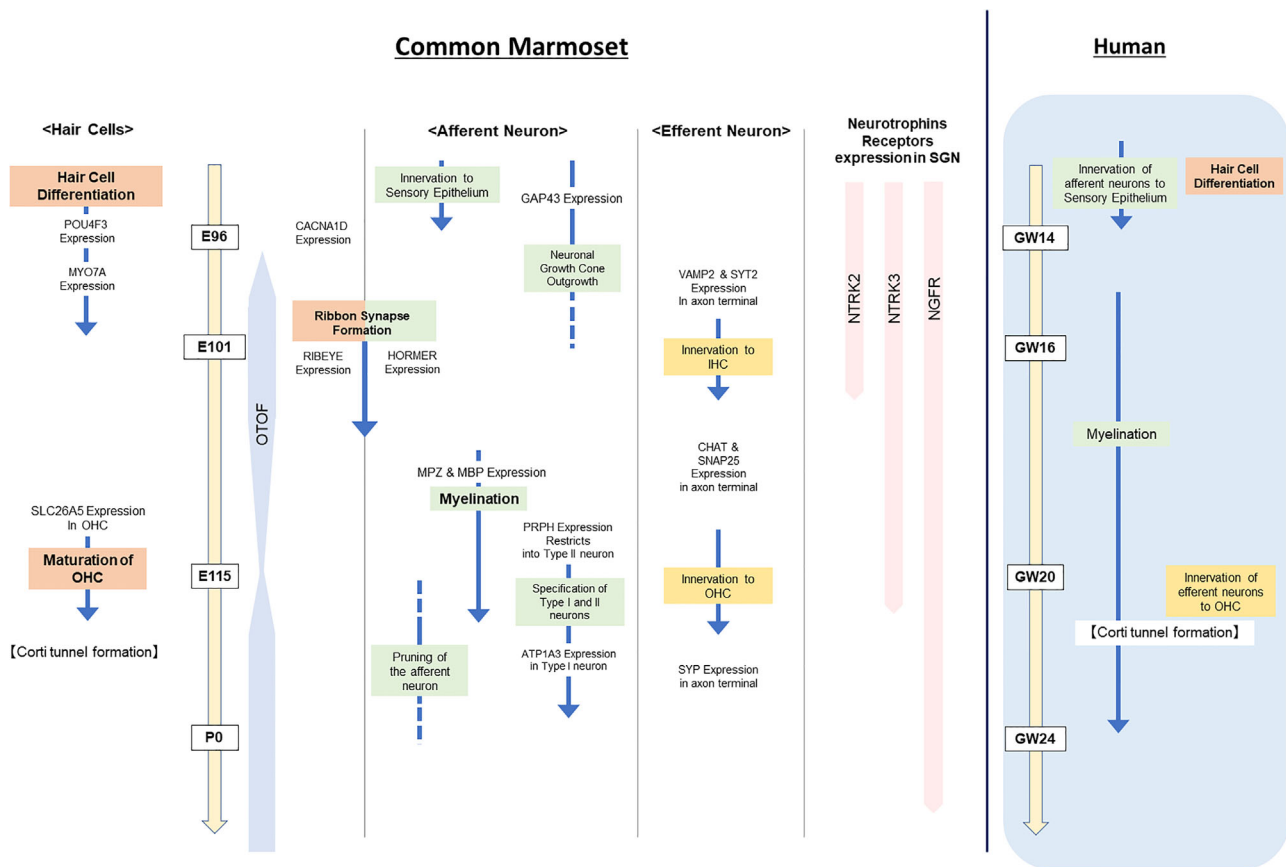 Common Marmoset
Human
<Hair Cells>
Hair Cell
Differentiation
POU4F3
Expression
MYO7A
Expression
SLC26A5 Expression
In OHC
Maturation of
OHC
【Corti tunnel formation】
E96
E101
E115
P0
OTOF
CACNA1D
Expression
Ribbon Synapse
Formation
RIBEYE
Expression
HORMER
Expression
<Afferent Neuron>
Innervation to
Sensory Epithelium
GAP43 Expression
Neuronal
Growth Cone
Outgrowth
MPZ & MBP Expression
Myelination
PRPH Expression
Restricts
into Type II neuron
Specification of
Type I and II
neurons
ATP1A3 Expression
in Type I neuron
Pruning of
the afferent
neuron
<Efferent Neuron>
VAMP2 & SYT2
Expression
In axon terminal
Innervation to
IHC
CHAT &
SNAP25
Expression
in axon terminal
Innervation to
OHC
SYP Expression
in axon terminal
Neurotrophins
Receptors
expression in SGN
NTRK2
NTRK3
NGFR
GW14
GW16
GW20
GW24
Innervation of
afferent neurons to
Sensory Epithelium
Hair Cell
Differentiation
Myelination
Innervation of
efferent neurons
to OHC
【Corti tunnel formation】